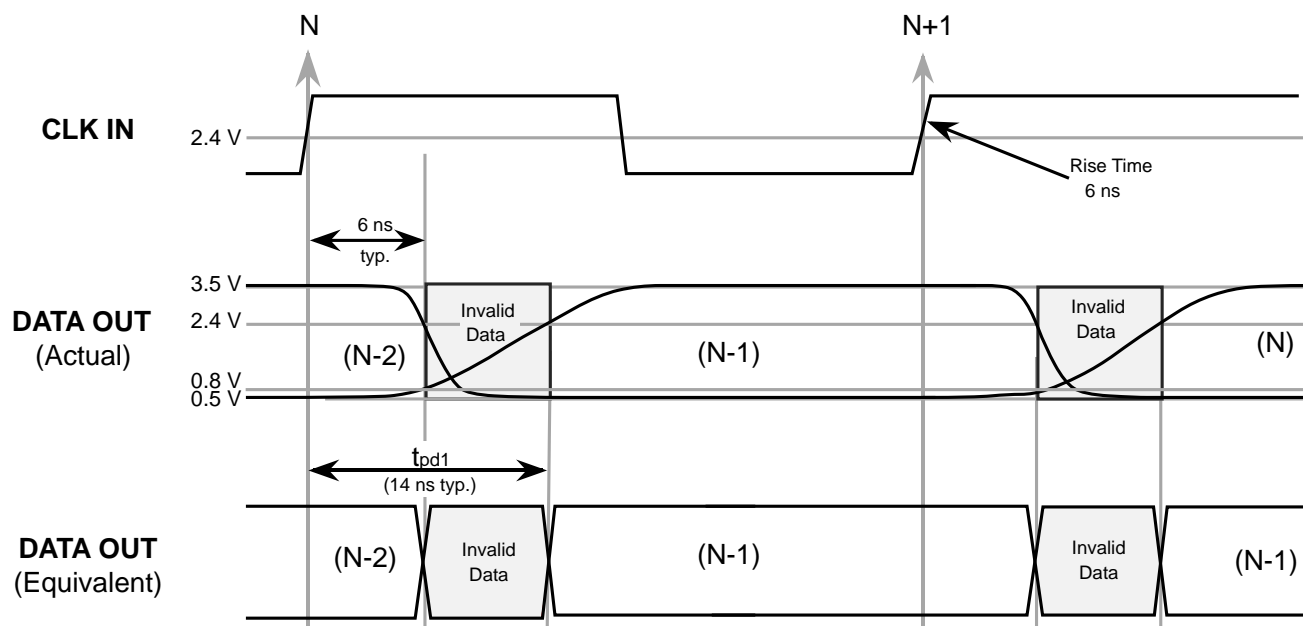 N
N+1
CLK IN
2.4 V
Rise Time
6 ns
6 ns
typ.
DATA OUT
(Actual)
3.5 V
2.4 V
0.8 V
0.5 V
(N-2)
Invalid
Data
(N-1)
Invalid
Data
(N)
tpd1
(14 ns typ.)
DATA OUT
(Equivalent)
(N-2)
Invalid
Data
(N-1)
Invalid
Data
(N-1)